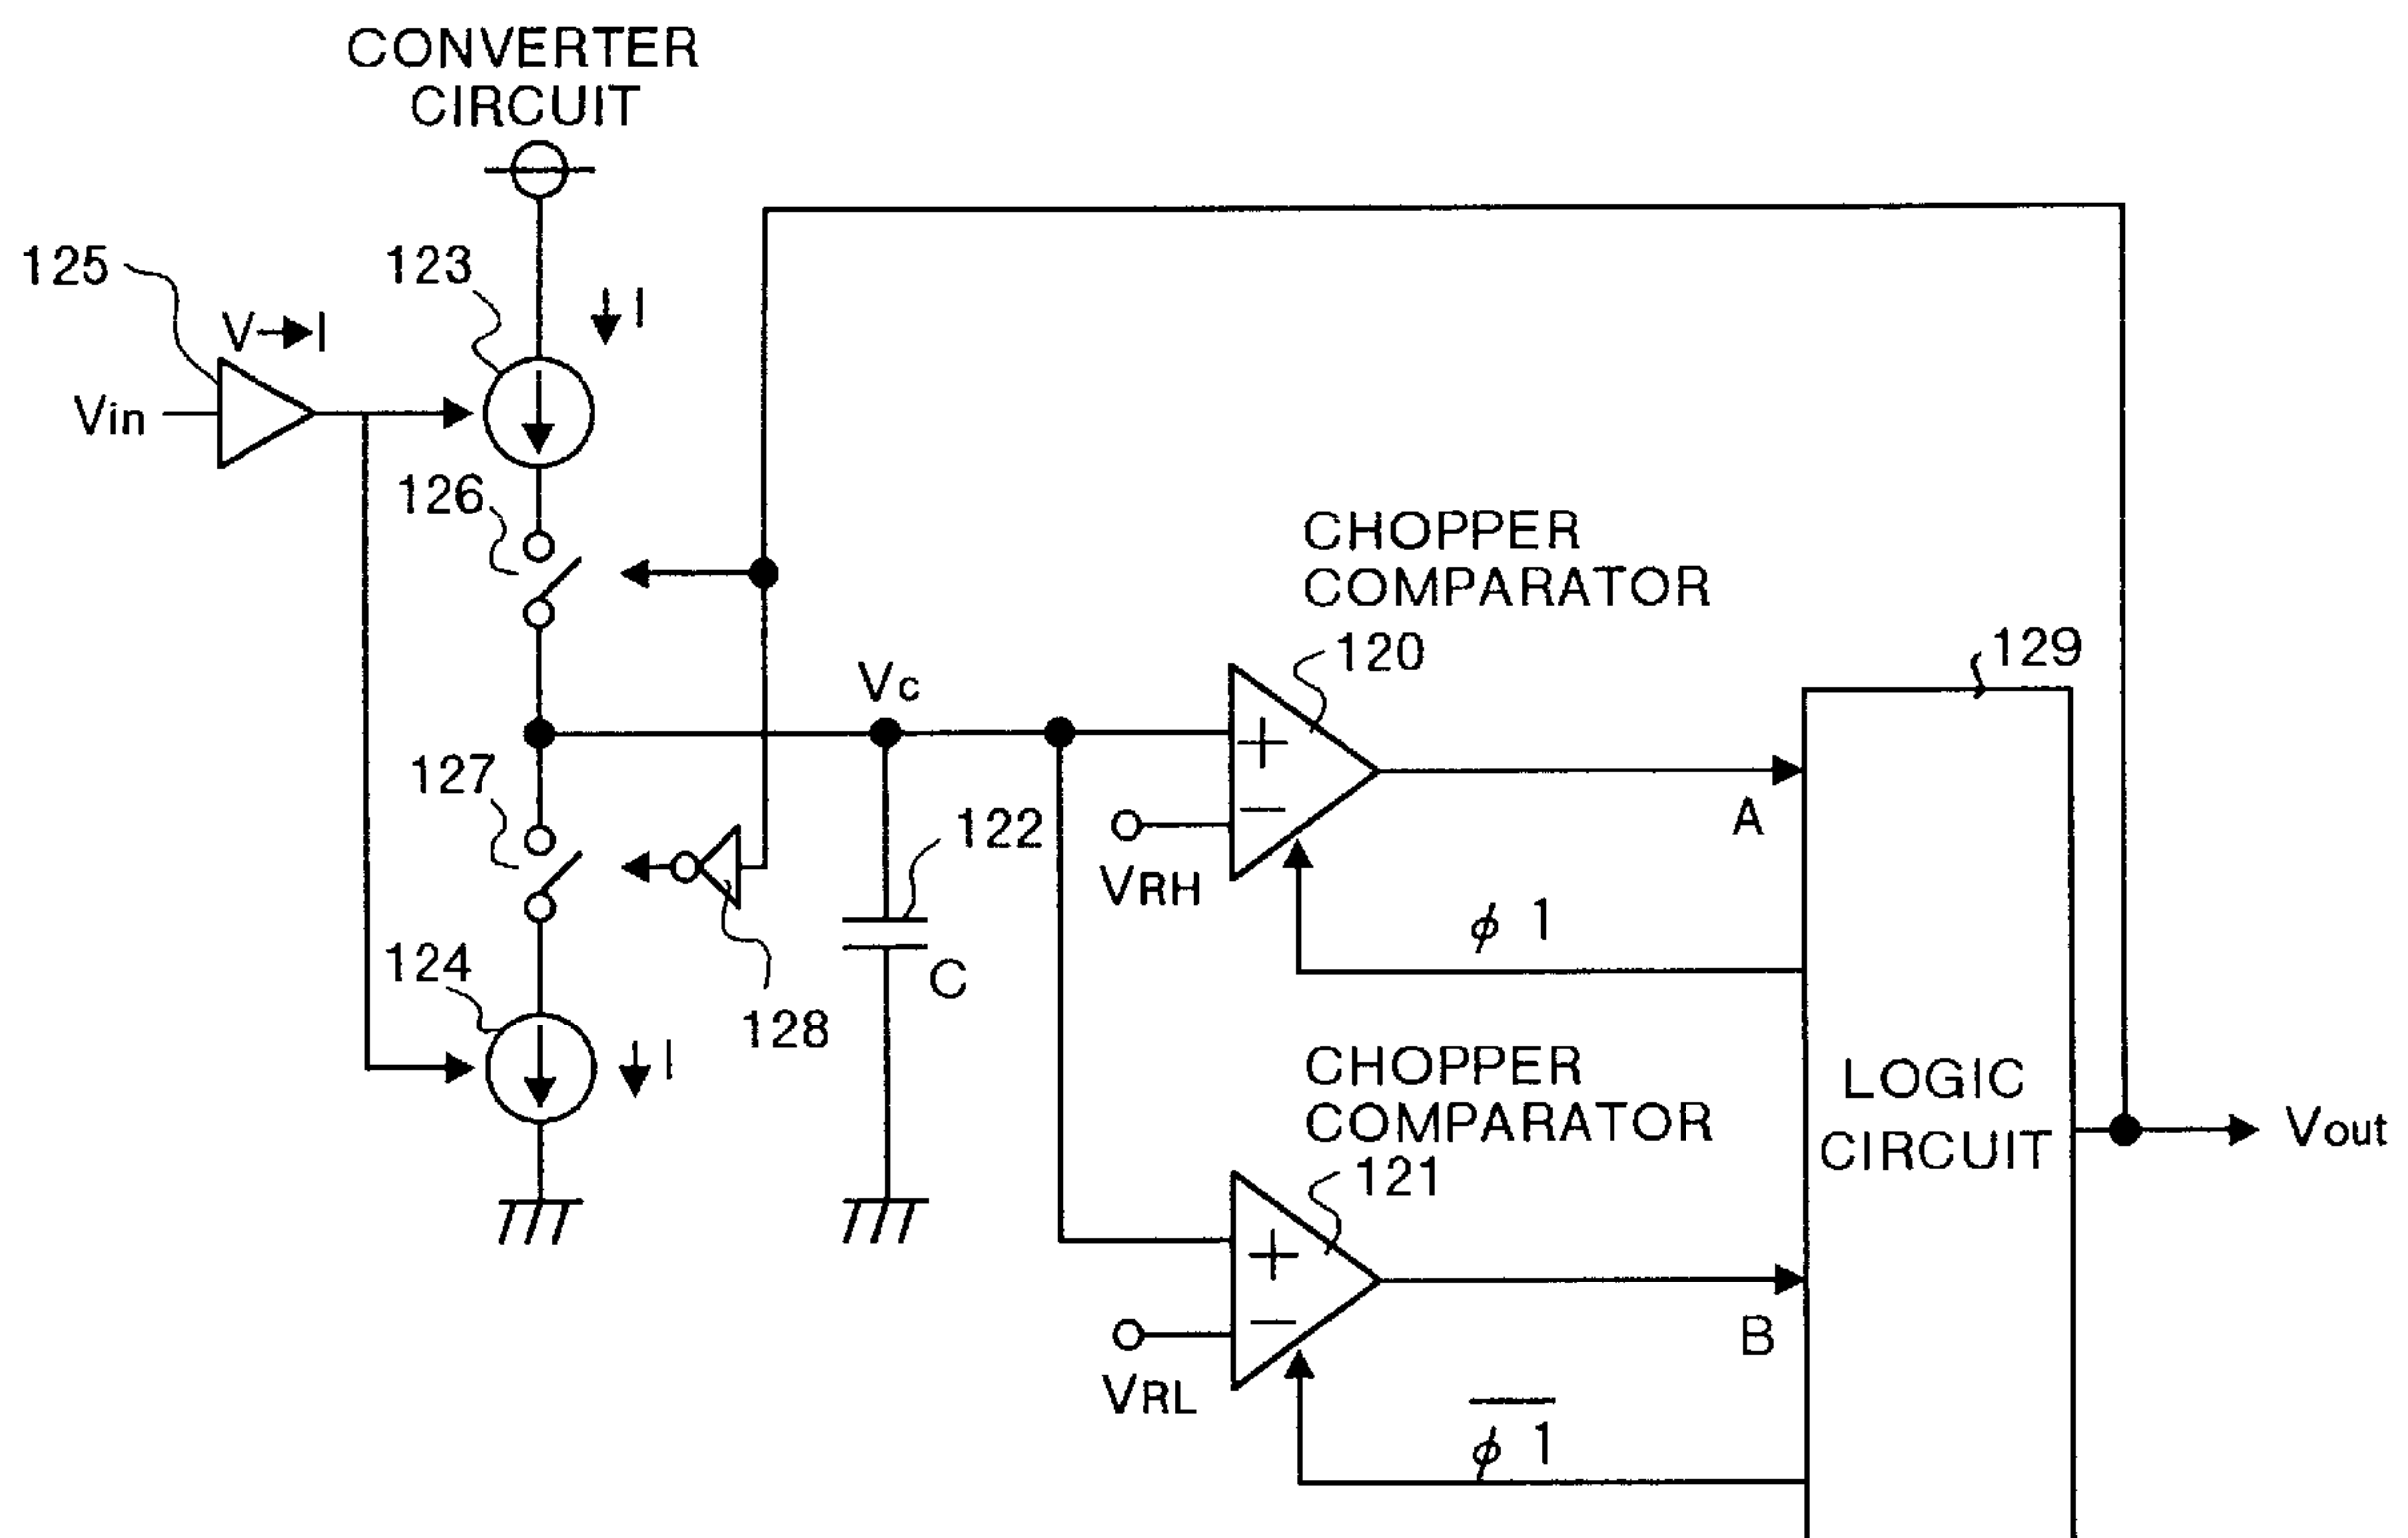 CONVERTER
CIRCUIT
125
123
I
V→I
Vin
126
CHOPPER
COMPARATOR
120
129
Vc
127
122
A
VRH
ϕ 1
124
C
128
I
CHOPPER
COMPARATOR
LOGIC
CIRCUIT
Vout
121
B
VRL
ϕ̅ 1̅